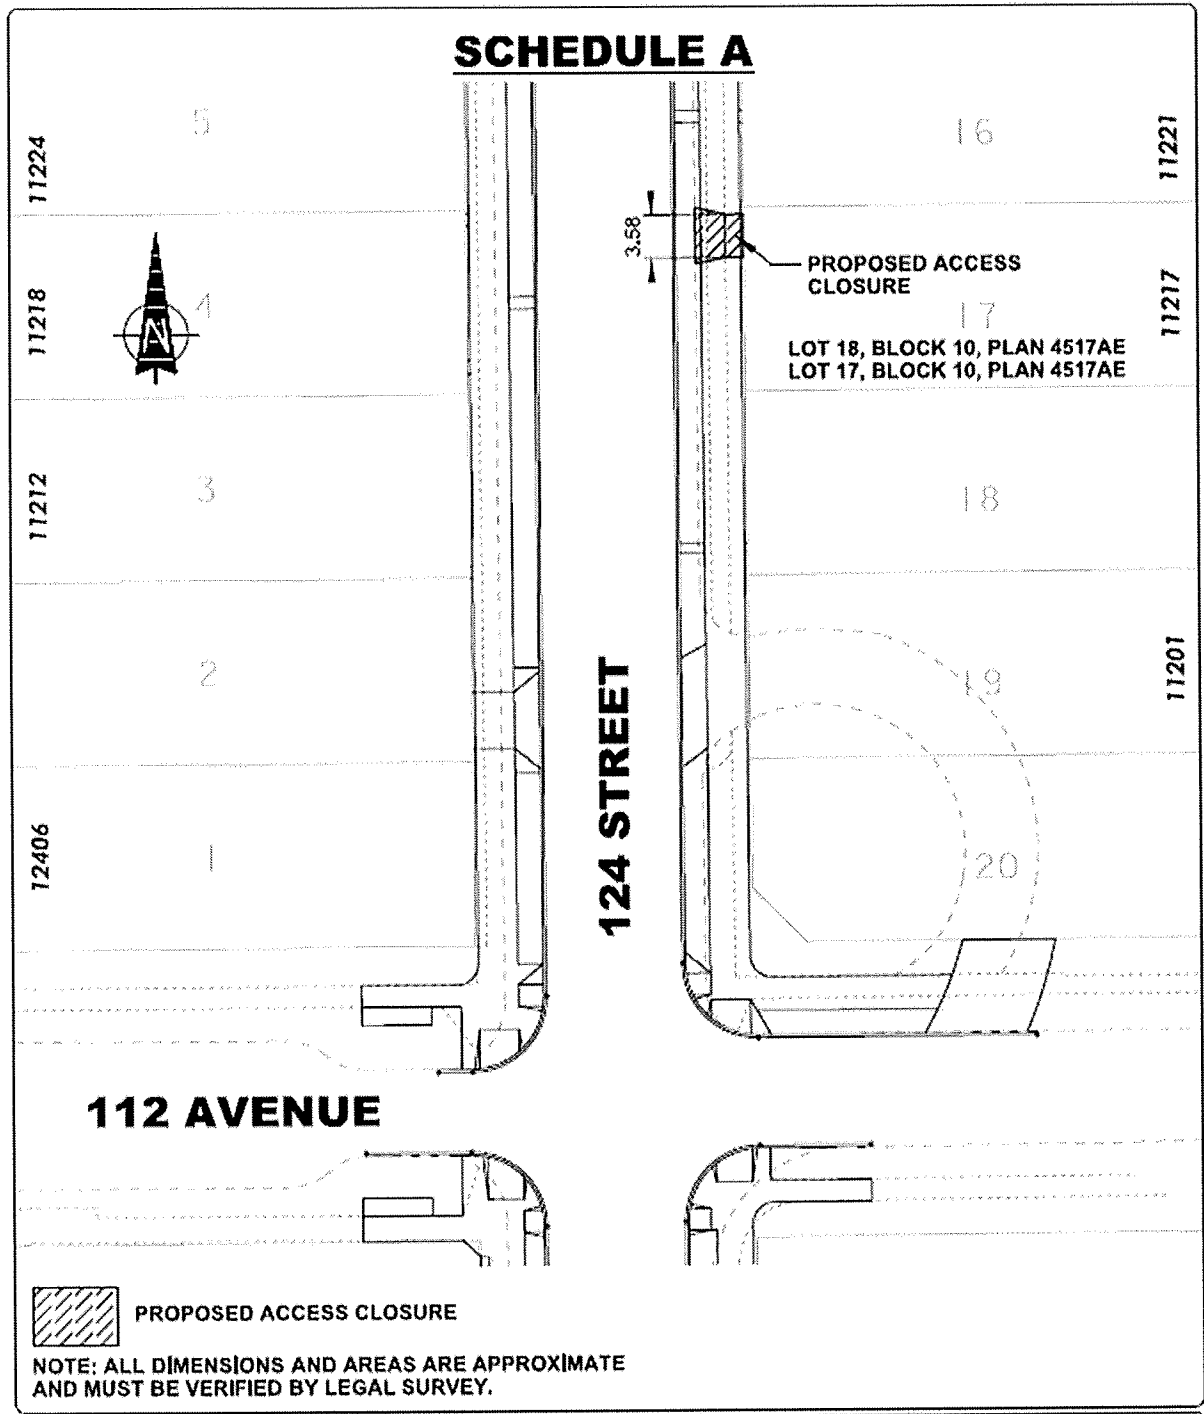 SCHEDULE A
5
11224
16
11221
3.58
PROPOSED ACCESS
CLOSURE
11218
4
N
17
11217
LOT 18, BLOCK 10, PLAN 4517AE
LOT 17, BLOCK 10, PLAN 4517AE
11212
3
18
2
124 STREET
19
11201
12406
1
20
112 AVENUE
PROPOSED ACCESS CLOSURE
NOTE: ALL DIMENSIONS AND AREAS ARE APPROXIMATE
AND MUST BE VERIFIED BY LEGAL SURVEY.